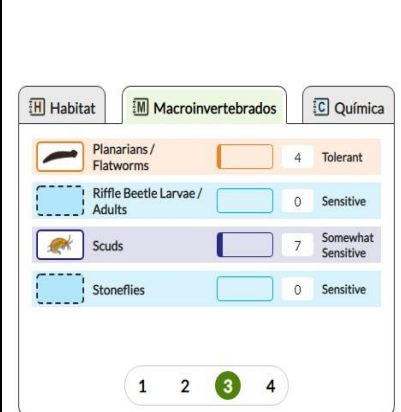 H Habitat M Macroinvertebrados C Química
Planarians / Flatworms 4 Tolerant
Riffle Beetle Larvae / Adults 0 Sensitive
Scuds 7 Somewhat Sensitive
Stoneflies 0 Sensitive
1 2 3 4